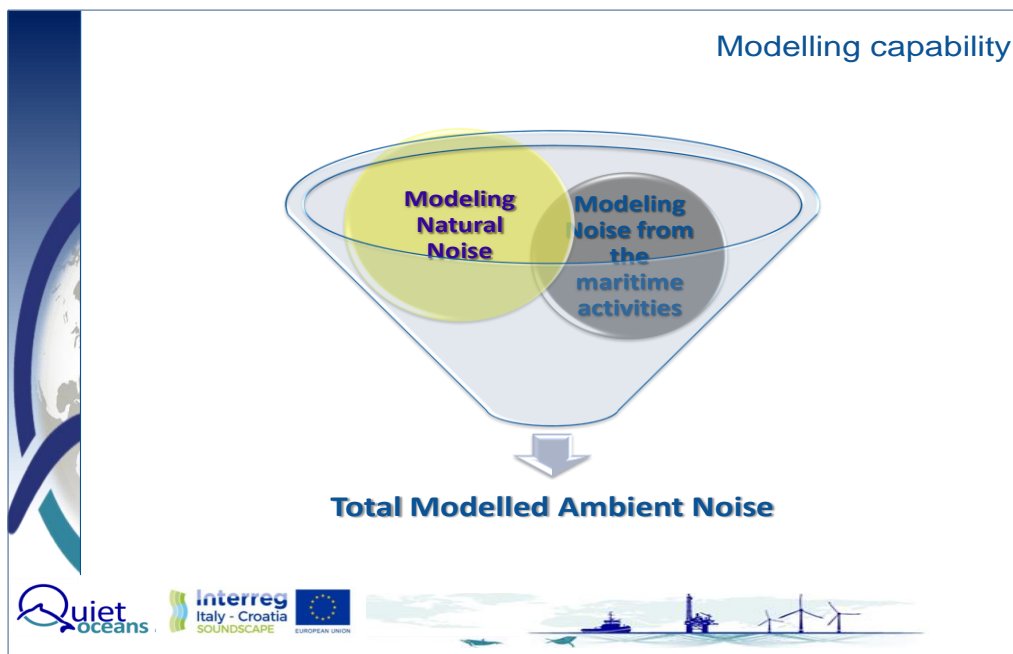 Modelling capability
Modeling
Natural
Noise
Modeling
Noise from
the
maritime
activities
Total Modelled Ambient Noise
Quiet
oceans
Interreg
Italy - Croatia
SOUNDSCAPE
EUROPEAN UNION